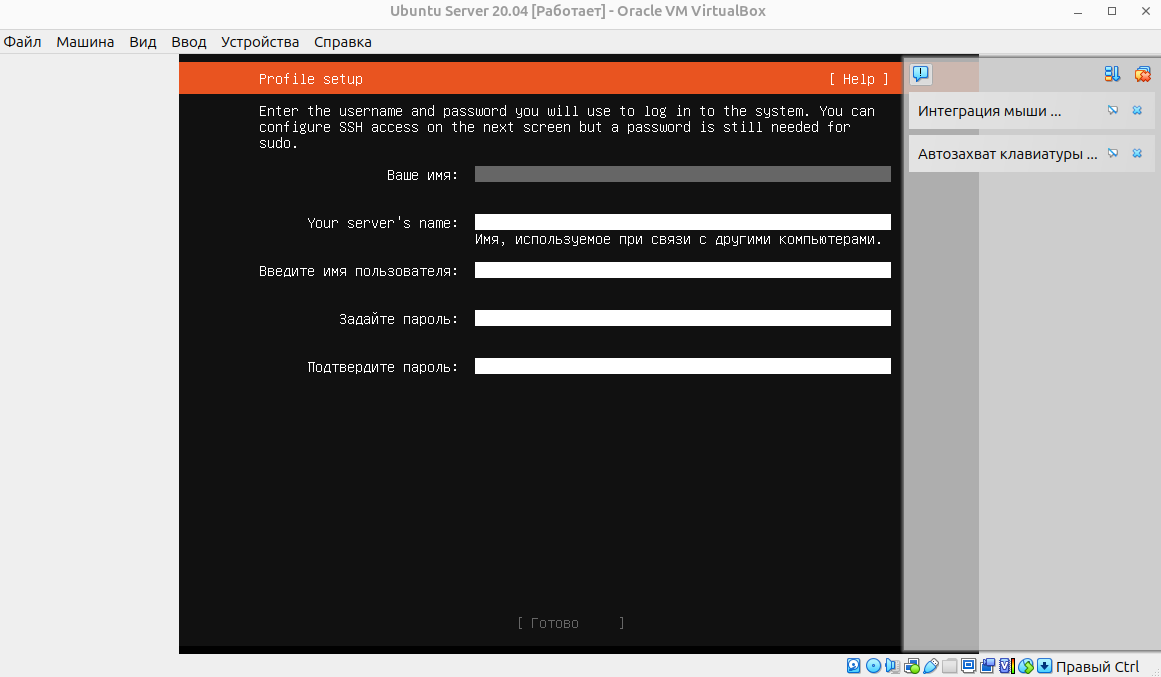 Ubuntu Server 20.04 [Работает] - Oracle VM VirtualBox
Файл Машина Вид Ввод Устройства Справка
Profile setup [ Help ]
Enter the username and password you will use to log in to the system. You can
configure SSH access on the next screen but a password is still needed for
sudo.
Ваше имя:
Your server's name:
Имя, используемое при связи с другими компьютерами.
Введите имя пользователя:
Задайте пароль:
Подтвердите пароль:
[ Готово ]
Интеграция мыши ...
Автозахват клавиатуры ...
Правый Ctrl